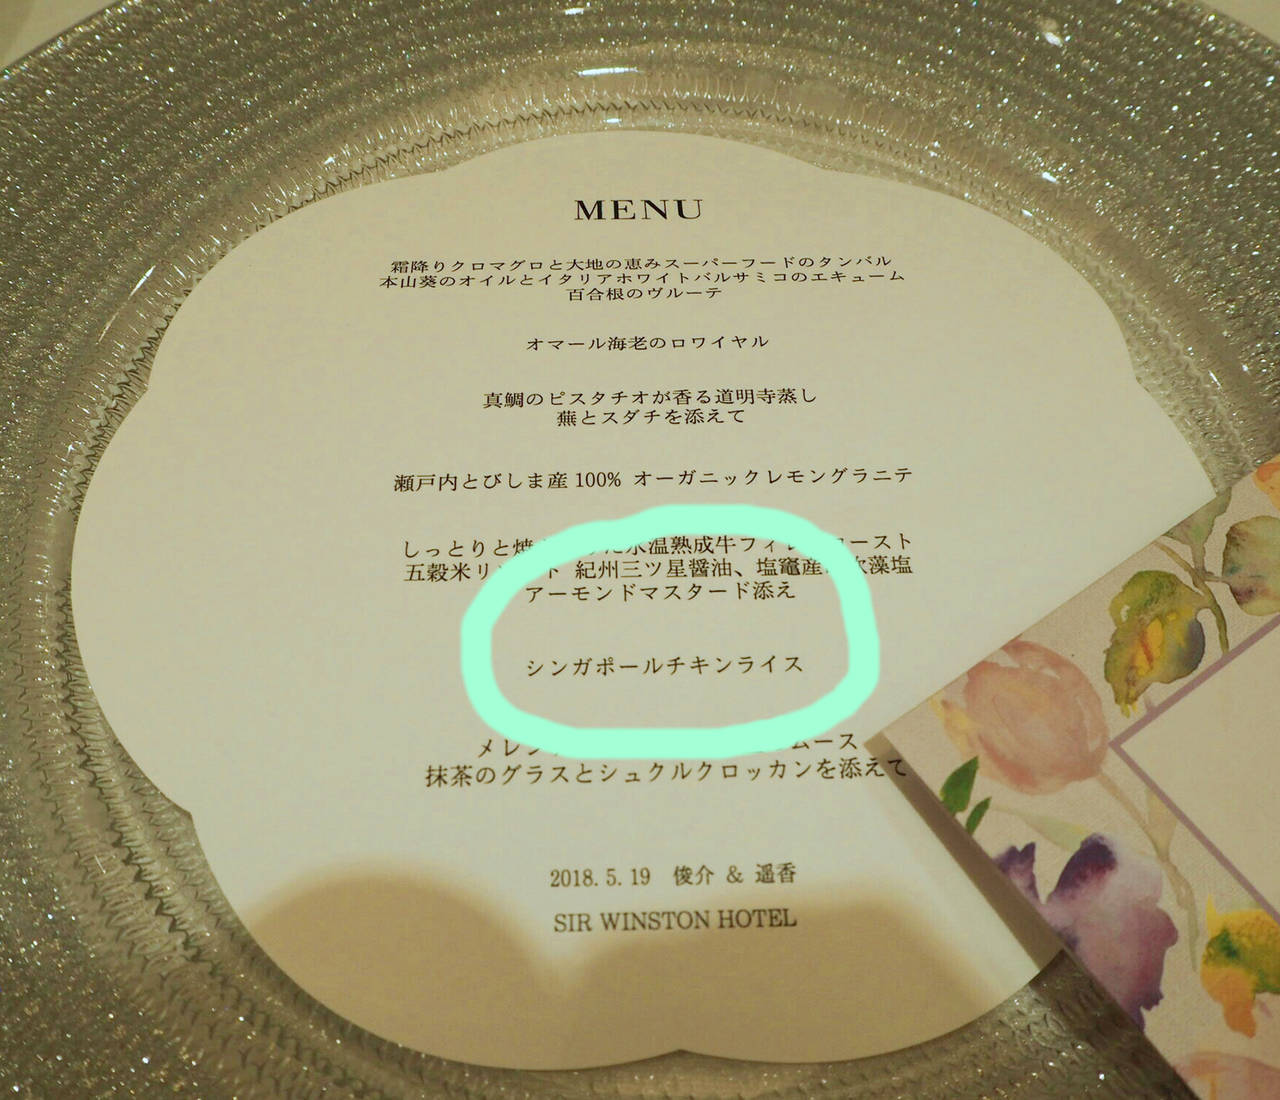 MENU
霜降りクロマグロと大地の恵みスーパーフードのタンバル
本山葵のオイルとイタリアホワイトバルサミコのエキューム
百合根のヴルーテ
オマール海老のロワイヤル
真鯛のピスタチオが香る道明寺蒸し
蕪とスダチを添えて
瀬戸内とびしま産100% オーガニックレモングラニテ
しっとりと焼 氷温熟成牛フィレ ロースト
五穀米リ ト 紀州三ツ星醤油、塩竈産 藻塩
アーモンドマスタード添え
シンガポールチキンライス
メレン ムース
抹茶のグラスとシュクルクロッカンを添えて
2018.5.19 俊介 & 遥香
SIR WINSTON HOTEL